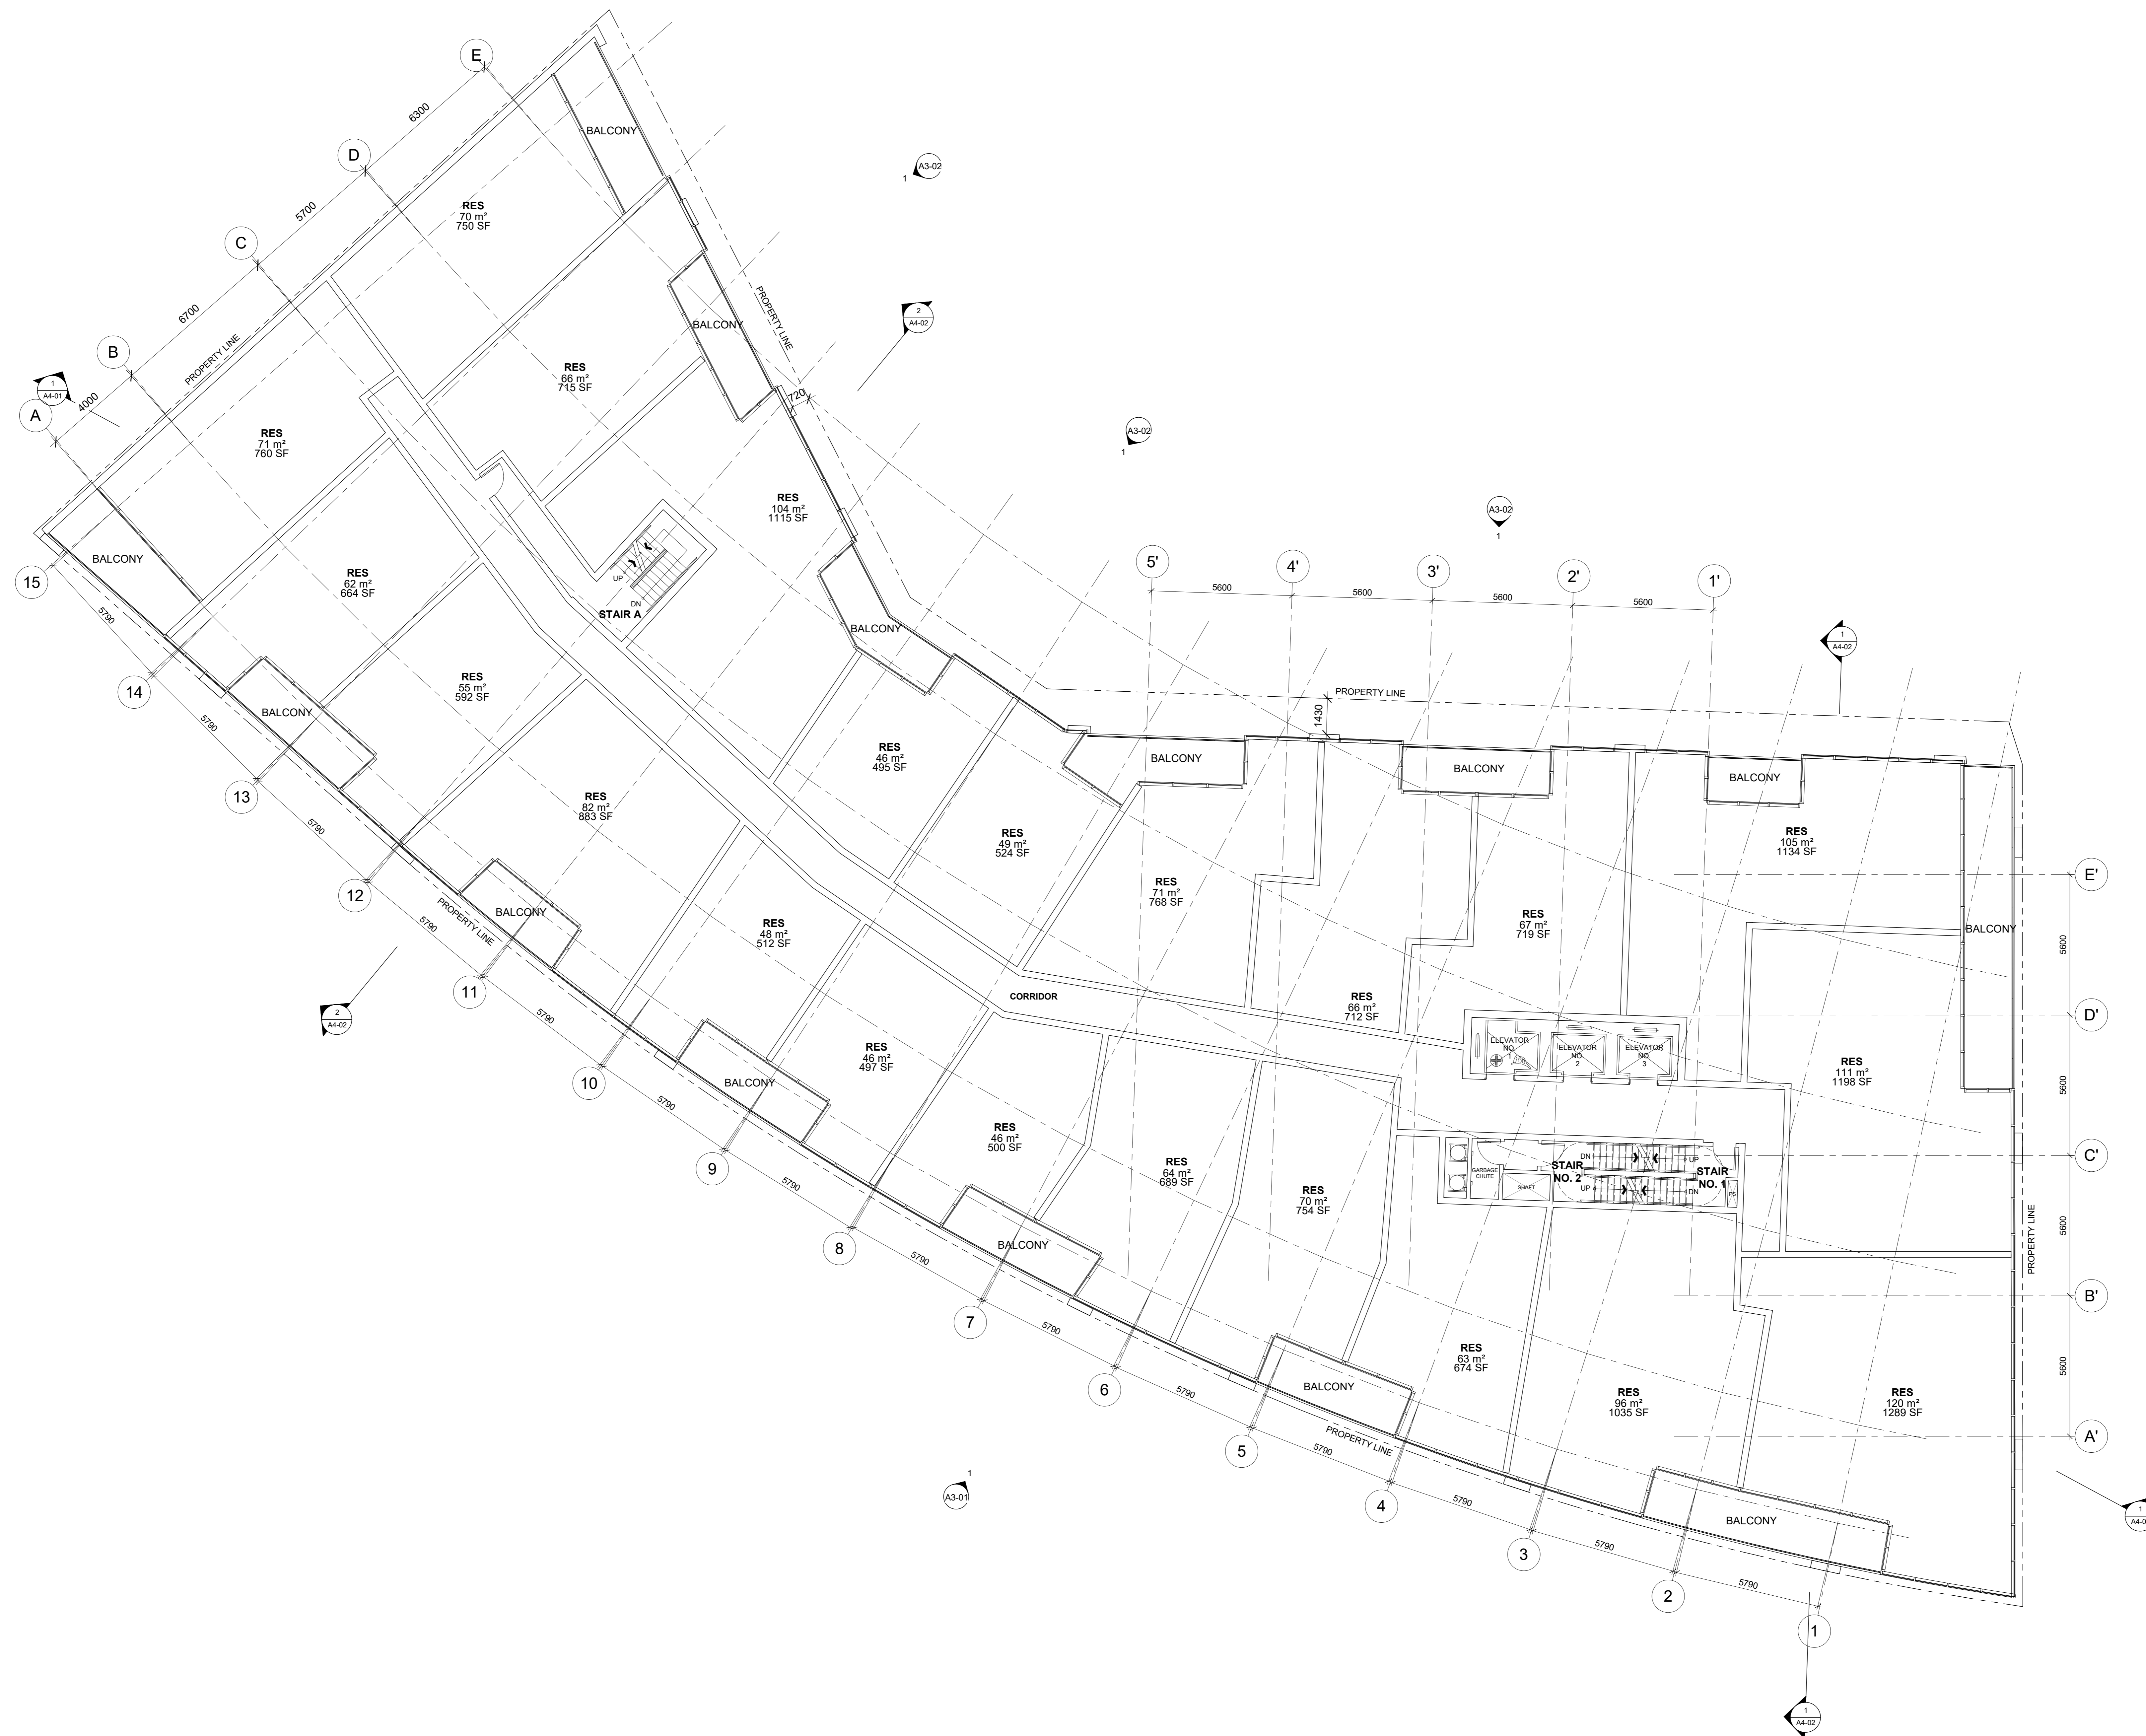 E
6300
D
5700
C
6700
B
4000
A
PROPERTY LINE
1
A4-01
BALCONY
RES
70 m²
750 SF
A3-02
1
2
A4-02
PROPERTY LINE
BALCONY
RES
66 m²
715 SF
720
RES
71 m²
760 SF
A3-02
1
RES
104 m²
1115 SF
A3-02
1
BALCONY
15
RES
62 m²
664 SF
UP
DN
STAIR A
BALCONY
5'
4'
3'
2'
1'
5600
5600
5600
5600
1
A4-02
5790
14
RES
55 m²
592 SF
BALCONY
PROPERTY LINE
1430
5790
13
RES
46 m²
495 SF
BALCONY
BALCONY
BALCONY
RES
82 m²
883 SF
5790
12
RES
49 m²
524 SF
RES
105 m²
1134 SF
RES
71 m²
768 SF
E'
BALCONY
PROPERTY LINE
RES
48 m²
512 SF
RES
67 m²
719 SF
BALCONY
5790
11
5600
2
A4-02
CORRIDOR
RES
66 m²
712 SF
D'
5790
10
RES
46 m²
497 SF
ELEVATOR
NO.
1
ELEVATOR
NO.
2
ELEVATOR
NO.
3
RES
111 m²
1198 SF
5600
BALCONY
5790
9
RES
46 m²
500 SF
RES
64 m²
689 SF
GARBAGE
CHUTE
SHAFT
DN
UP
STAIR
NO. 2
UP
DN
STAIR
NO. 1
PS
C'
5790
8
RES
70 m²
754 SF
BALCONY
5600
PROPERTY LINE
5790
7
B'
5790
6
RES
63 m²
674 SF
5600
BALCONY
5790
5
PROPERTY LINE
RES
96 m²
1035 SF
RES
120 m²
1289 SF
A'
5790
4
1
A3-01
5790
3
BALCONY
1
5790
2
5790
1
1
A4-02